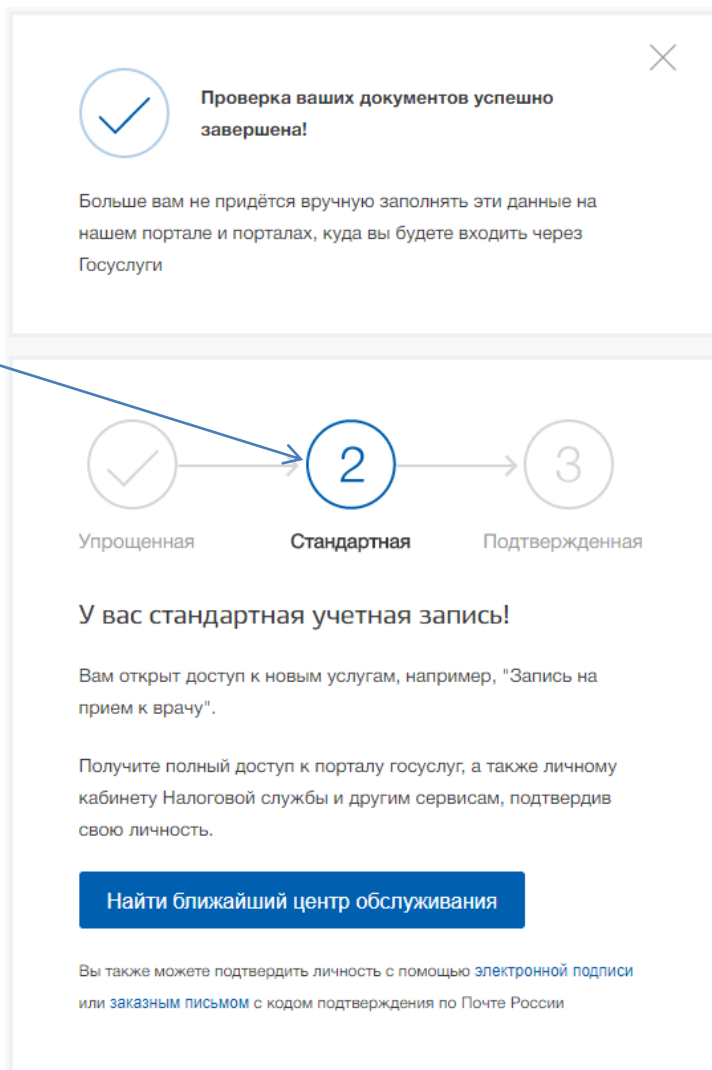 Проверка ваших документов успешно
завершена!
Больше вам не придётся вручную заполнять эти данные на
нашем портале и порталах, куда вы будете входить через
Госуслуги
2
3
Упрощенная
Стандартная
Подтвержденная
У вас стандартная учетная запись!
Вам открыт доступ к новым услугам, например, "Запись на
прием к врачу".
Получите полный доступ к порталу госуслуг, а также личному
кабинету Налоговой службы и другим сервисам, подтвердив
свою личность.
Найти ближайший центр обслуживания
Вы также можете подтвердить личность с помощью электронной подписи
или заказным письмом с кодом подтверждения по Почте России